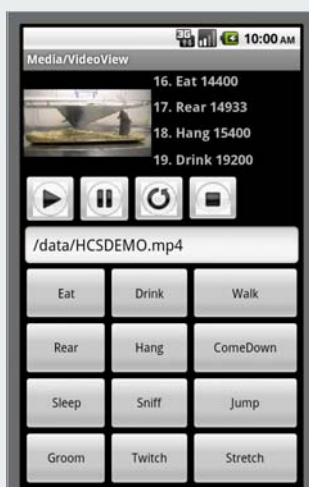 3G
10:00 AM
Media/VideoView
16. Eat 14400
17. Rear 14933
18. Hang 15400
19. Drink 19200
/data/HCSDEMO.mp4
Eat Drink Walk
Rear Hang ComeDown
Sleep Sniff Jump
Groom Twitch Stretch